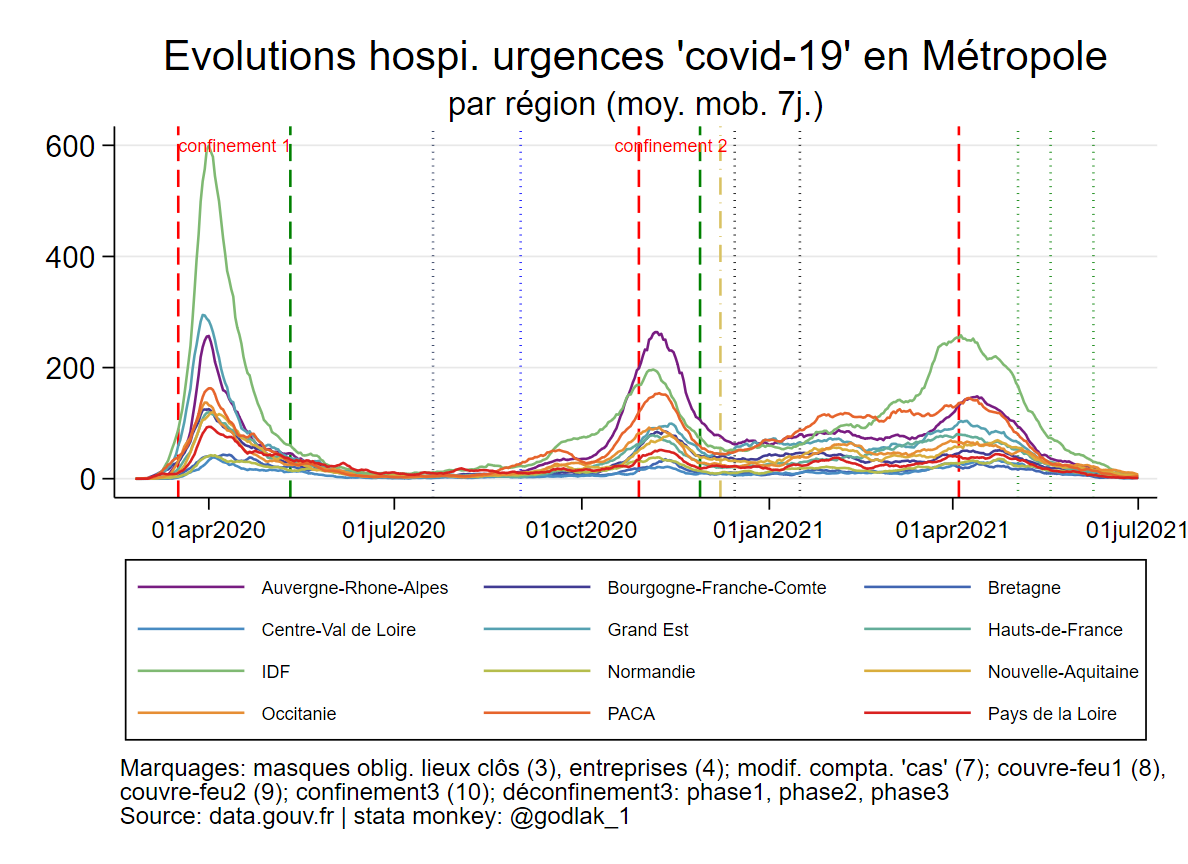 Evolutions hospi. urgences 'covid-19' en Métropole
par région (moy. mob. 7j.)
confinement 1
confinement 2
600
400
200
0
01apr2020
01jul2020
01oct2020
01jan2021
01apr2021
01jul2021
Auvergne-Rhone-Alpes
Bourgogne-Franche-Comte
Bretagne
Centre-Val de Loire
Grand Est
Hauts-de-France
IDF
Normandie
Nouvelle-Aquitaine
Occitanie
PACA
Pays de la Loire
Marquages: masques oblig. lieux clôs (3), entreprises (4); modif. compta. 'cas' (7); couvre-feu1 (8),
couvre-feu2 (9); confinement3 (10); déconfinement3: phase1, phase2, phase3
Source: data.gouv.fr | stata monkey: @godlak_1